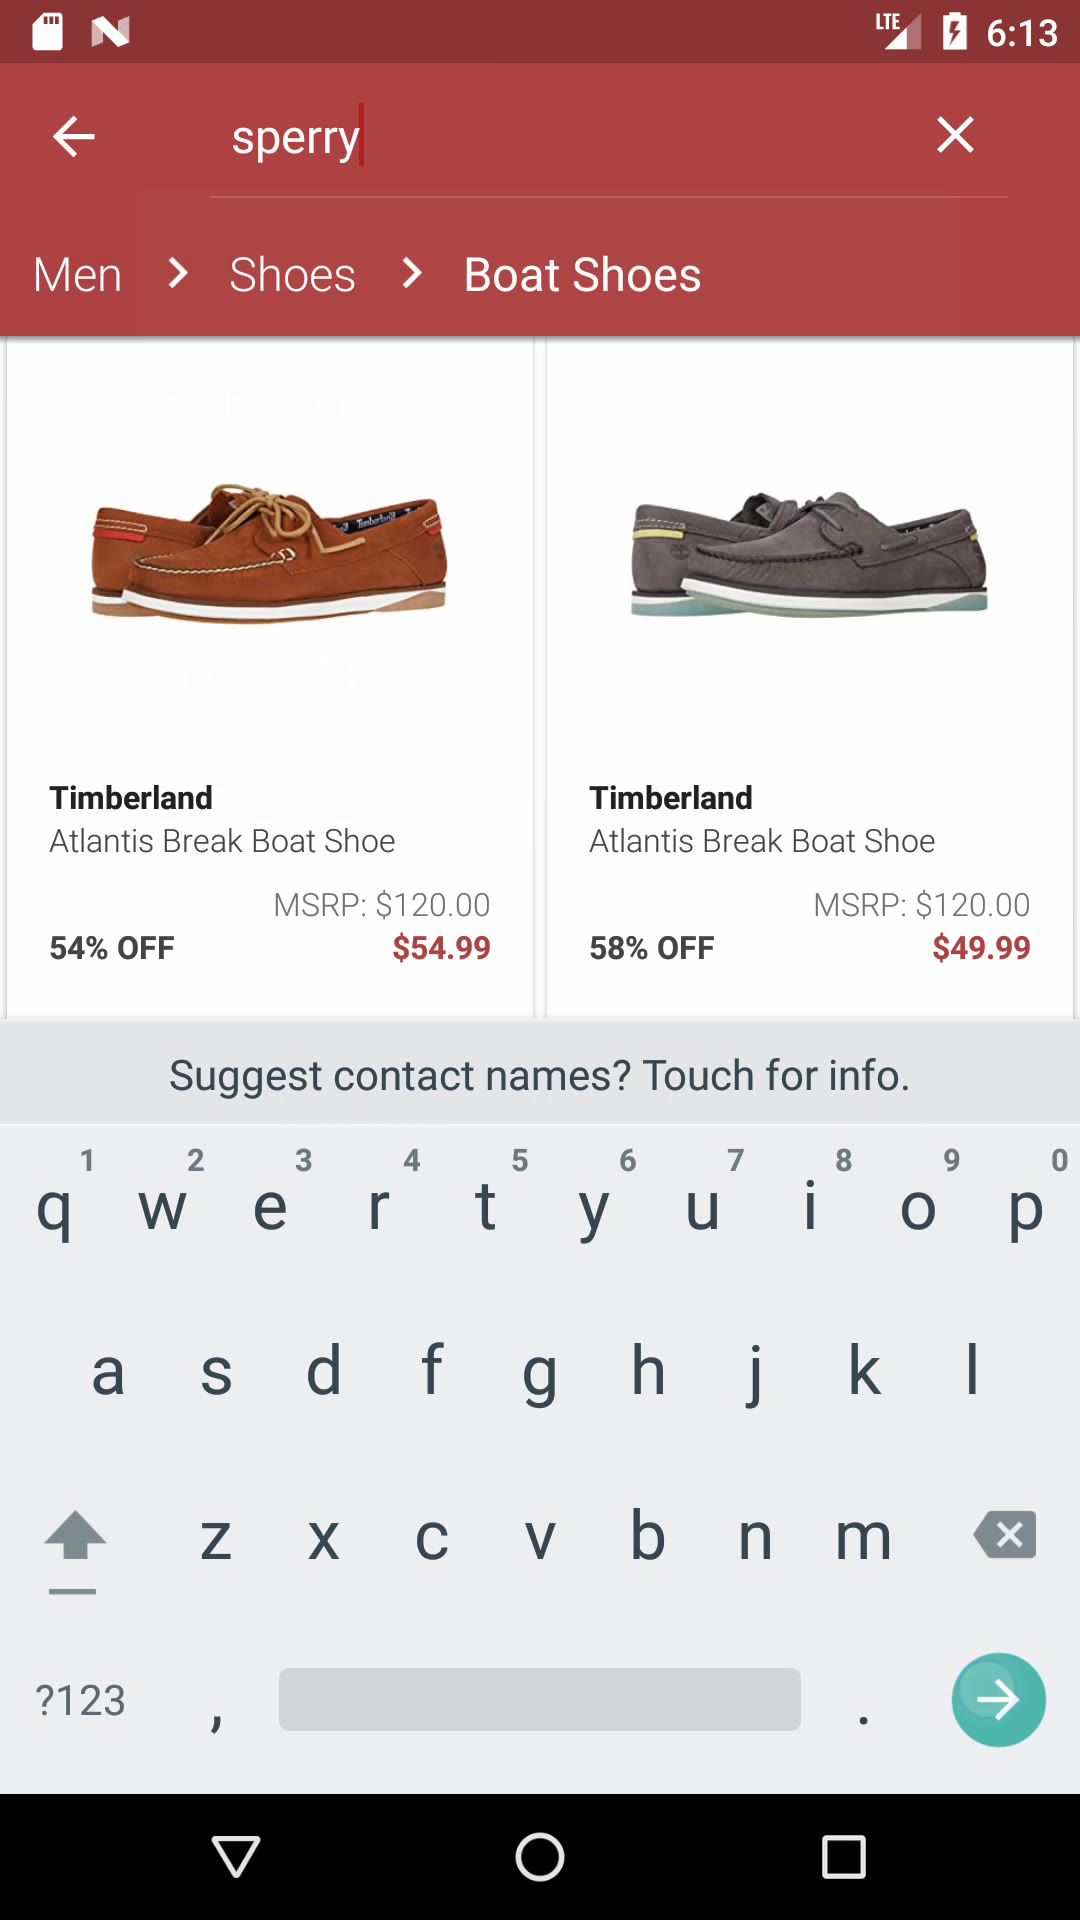 LTE 6:13
sperry
Men Shoes Boat Shoes
Timberland
Atlantis Break Boat Shoe
MSRP: $120.00
54% OFF $54.99
Timberland
Atlantis Break Boat Shoe
MSRP: $120.00
58% OFF $49.99
Suggest contact names? Touch for info.
1 2 3 4 5 6 7 8 9 0
q w e r t y u i o p
a s d f g h j k l
z x c v b n m
?123 , .